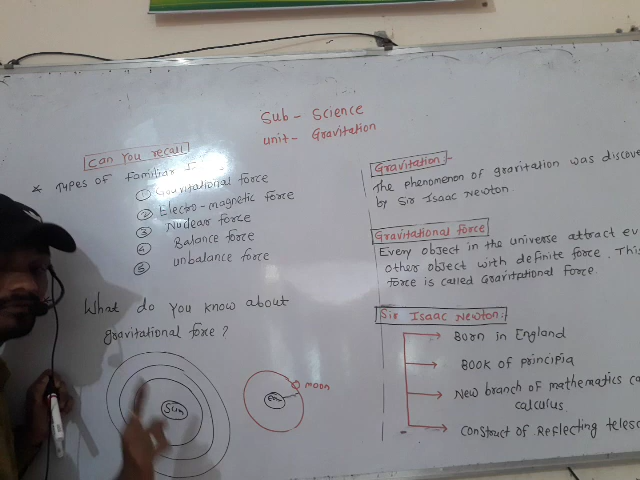 Sub - Science
unit - Gravitation
Can You recall
* Types of familiar
① Gravitational force
② Electro-magnetic force
③ Nuclear force
④ Balance force
⑤ unbalance force
What do you know about
gravitational force ?
Sun
moon
Gravitation:-
The phenomenon of gravitation was discove
by Sir Isaac Newton.
Gravitational force
Every object in the universe attract ev
other object with definite force. This
force is called Gravitational Force.
Sir Isaac Newton:-
Born in England
Book of principia
New branch of mathematics ca
calculus.
Construct of Reflecting teles